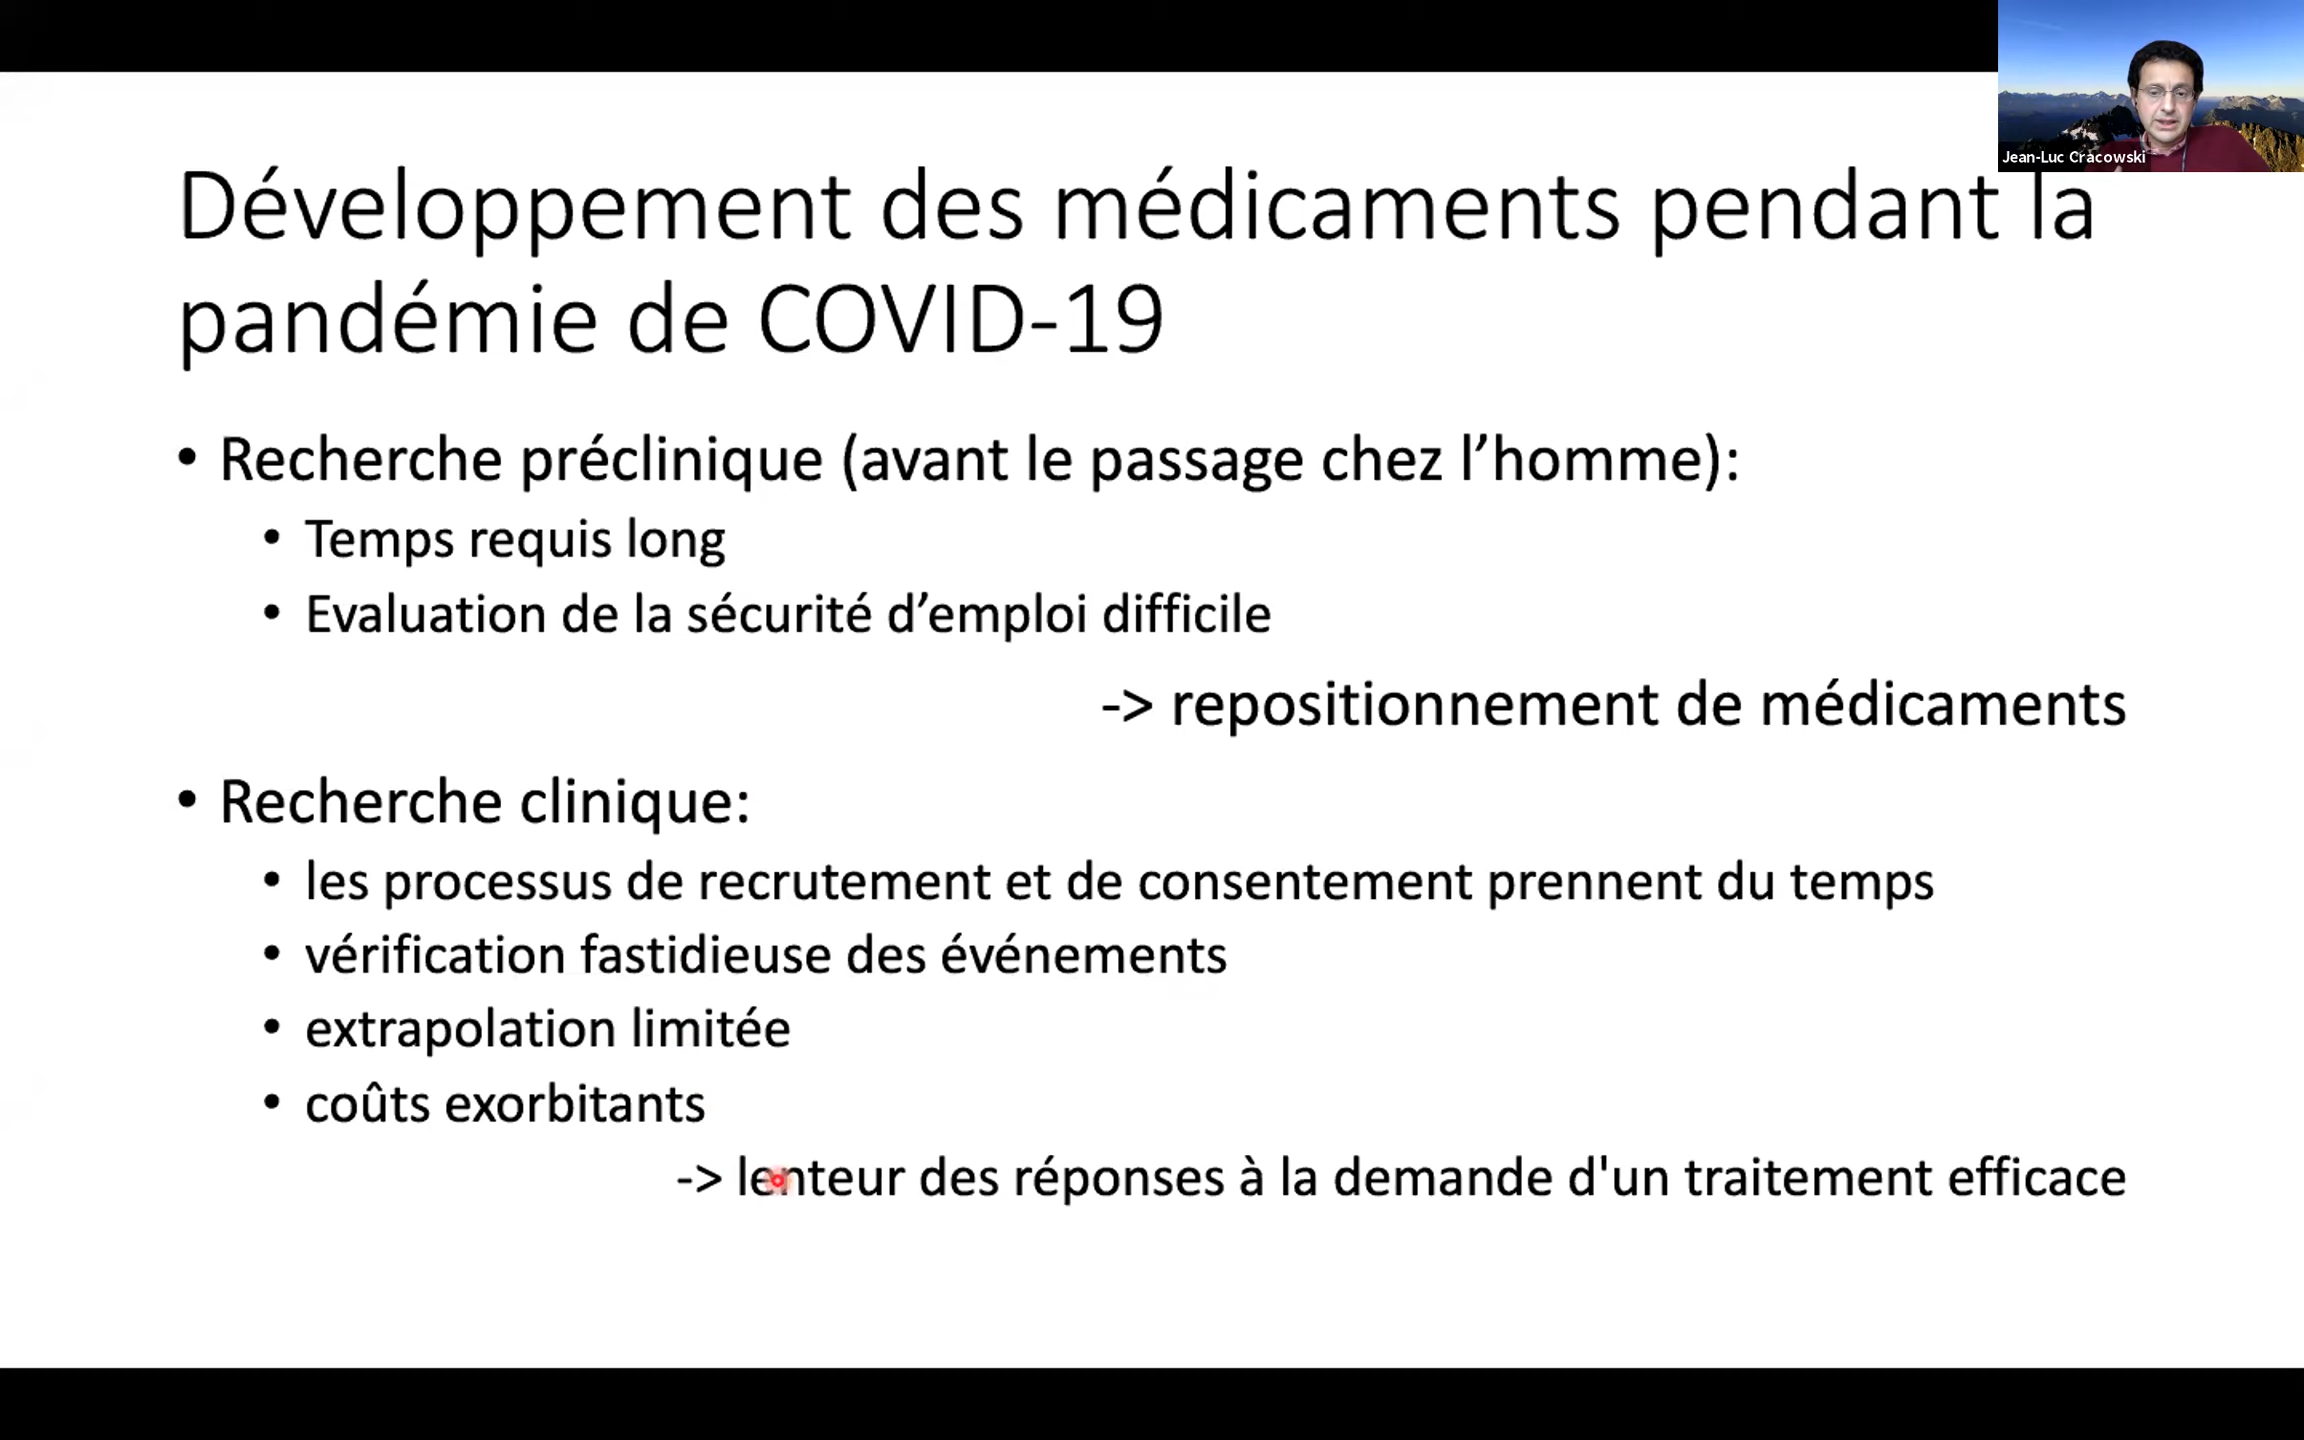 Jean-Luc Cracowski
Développement des médicaments pendant la
pandémie de COVID-19
• Recherche préclinique (avant le passage chez l’homme):
• Temps requis long
• Evaluation de la sécurité d’emploi difficile
-> repositionnement de médicaments
• Recherche clinique:
• les processus de recrutement et de consentement prennent du temps
• vérification fastidieuse des événements
• extrapolation limitée
• coûts exorbitants
-> lenteur des réponses à la demande d'un traitement efficace